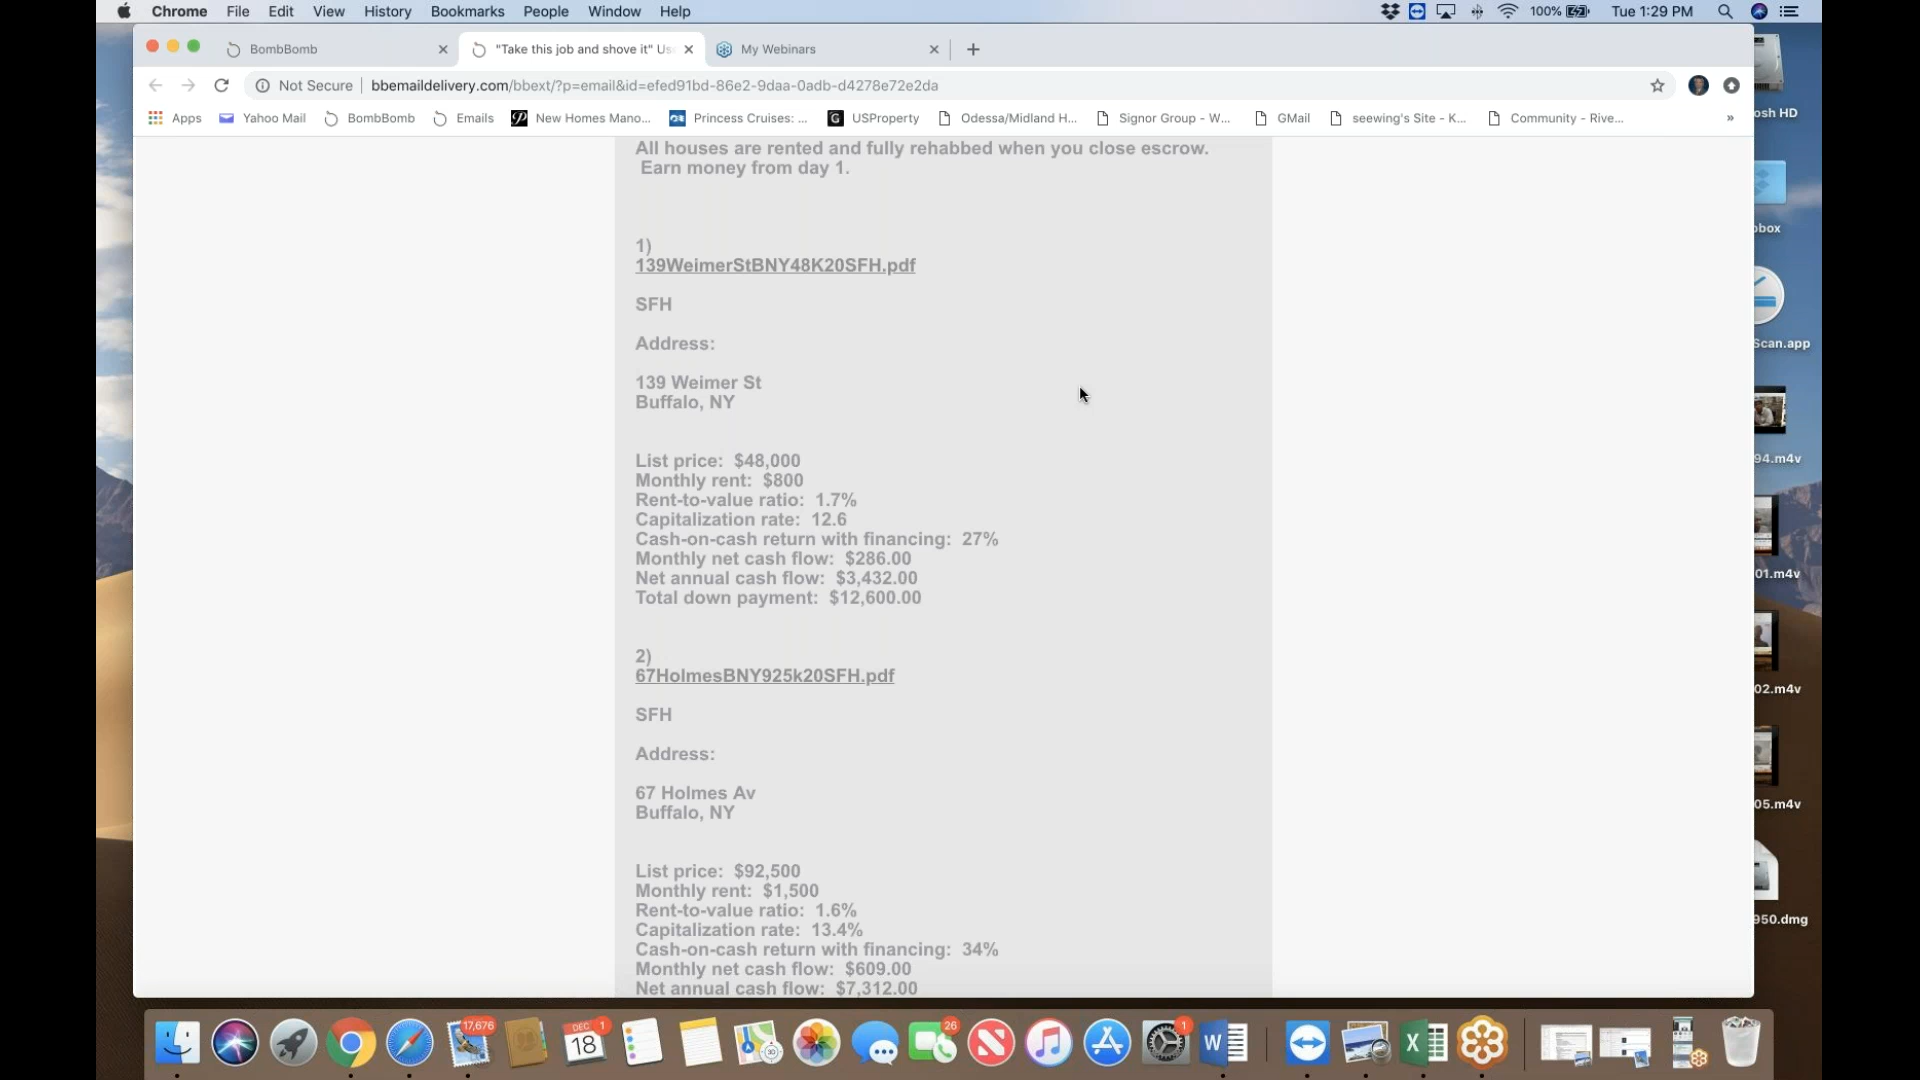 Chrome File Edit View History Bookmarks People Window Help 100% Tue 1:29 PM
BombBomb "Take this job and shove it" Us My Webinars
Not Secure bbemaildelivery.com/bbext/?p=email&id=efed91bd-86e2-9daa-0adb-d4278e72e2da
Apps Yahoo Mail BombBomb Emails New Homes Mano... Princess Cruises: ... USProperty Odessa/Midland H... Signor Group - W... GMail seewing's Site - K... Community - Rive... »
osh HD
obox
Scan.app
94.m4v
01.m4v
02.m4v
05.m4v
950.dmg
All houses are rented and fully rehabbed when you close escrow.
Earn money from day 1.
1)
139WeimerStBNY48K20SFH.pdf
SFH
Address:
139 Weimer St
Buffalo, NY
List price: $48,000
Monthly rent: $800
Rent-to-value ratio: 1.7%
Capitalization rate: 12.6
Cash-on-cash return with financing: 27%
Monthly net cash flow: $286.00
Net annual cash flow: $3,432.00
Total down payment: $12,600.00
2)
67HolmesBNY925k20SFH.pdf
SFH
Address:
67 Holmes Av
Buffalo, NY
List price: $92,500
Monthly rent: $1,500
Rent-to-value ratio: 1.6%
Capitalization rate: 13.4%
Cash-on-cash return with financing: 34%
Monthly net cash flow: $609.00
Net annual cash flow: $7,312.00
17,676 DEC 18 1 26 1